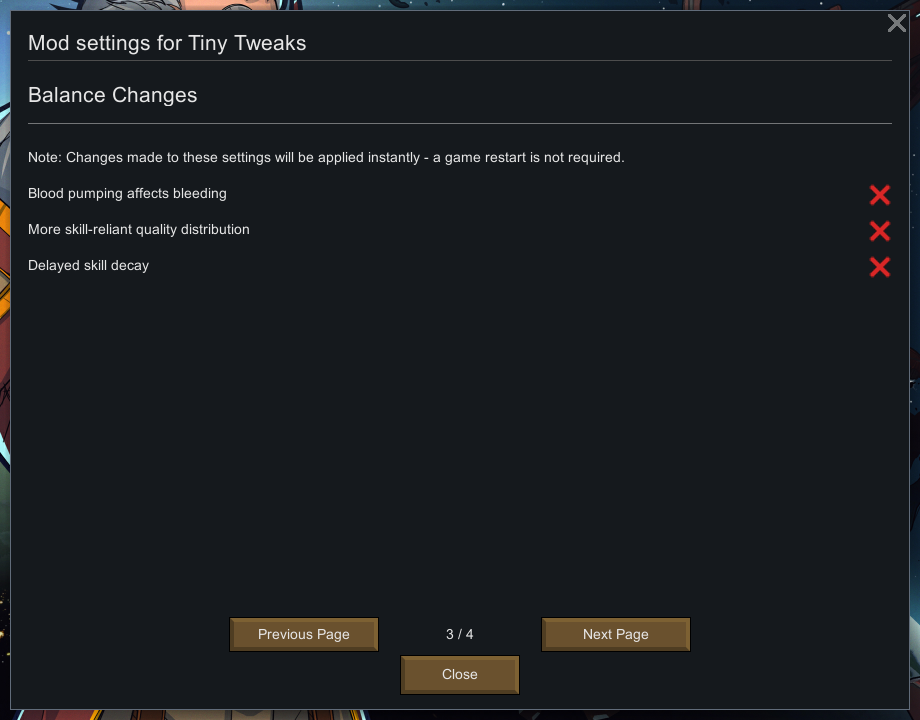 Mod settings for Tiny Tweaks
Balance Changes
Note: Changes made to these settings will be applied instantly - a game restart is not required.
Blood pumping affects bleeding
More skill-reliant quality distribution
Delayed skill decay
Previous Page
3 / 4
Next Page
Close